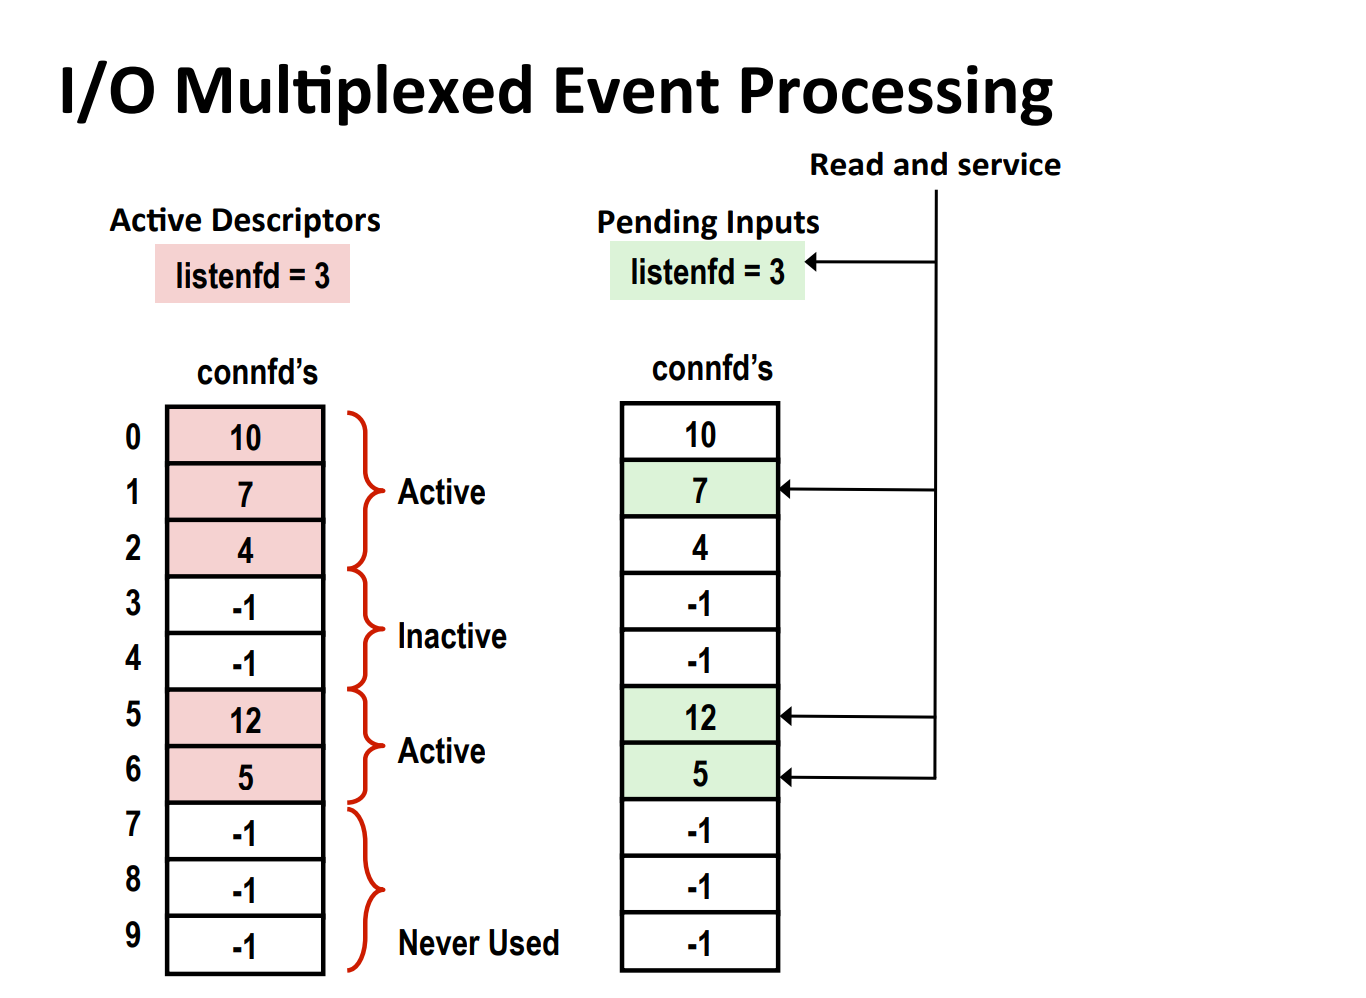 I/O Multiplexed Event Processing
Read and service
Active Descriptors
listenfd = 3
Pending Inputs
listenfd = 3
connfd’s
0 10
1 7
2 4
3 -1
4 -1
5 12
6 5
7 -1
8 -1
9 -1
Active
Inactive
Active
Never Used
connfd’s
10
7
4
-1
-1
12
5
-1
-1
-1